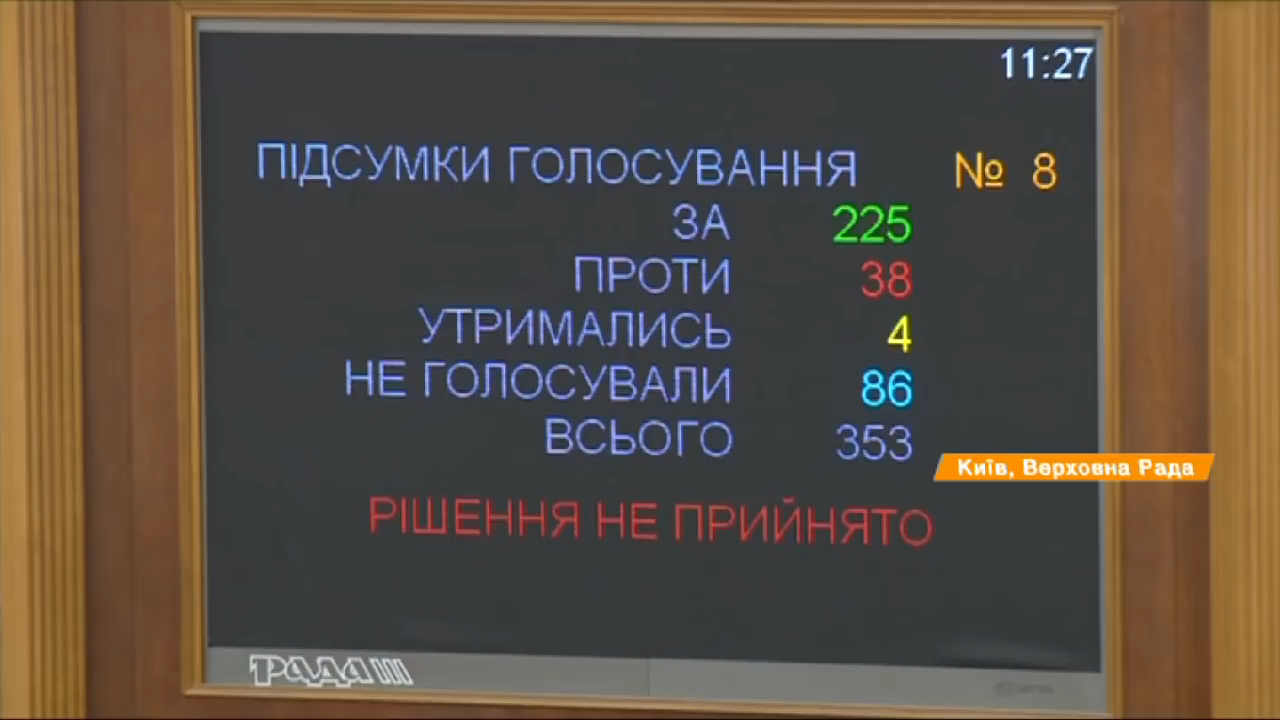 11:27
ПІДСУМКИ ГОЛОСУВАННЯ № 8
ЗА 225
ПРОТИ 38
УТРИМАЛИСЬ 4
НЕ ГОЛОСУВАЛИ 86
ВСЬОГО 353
Київ, Верховна Рада
РІШЕННЯ НЕ ПРИЙНЯТО
РАДА